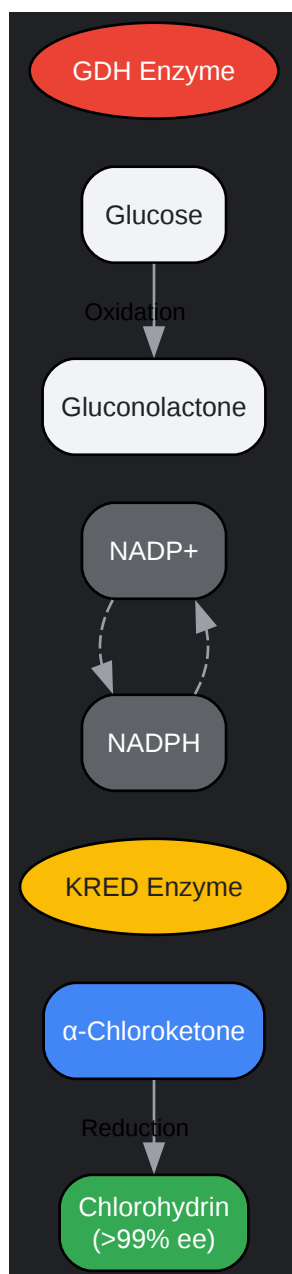 GDH Enzyme
Glucose
Oxidation
Gluconolactone
NADP+
NADPH
KRED Enzyme
α-Chloroketone
Reduction
Chlorohydrin
(>99% ee)